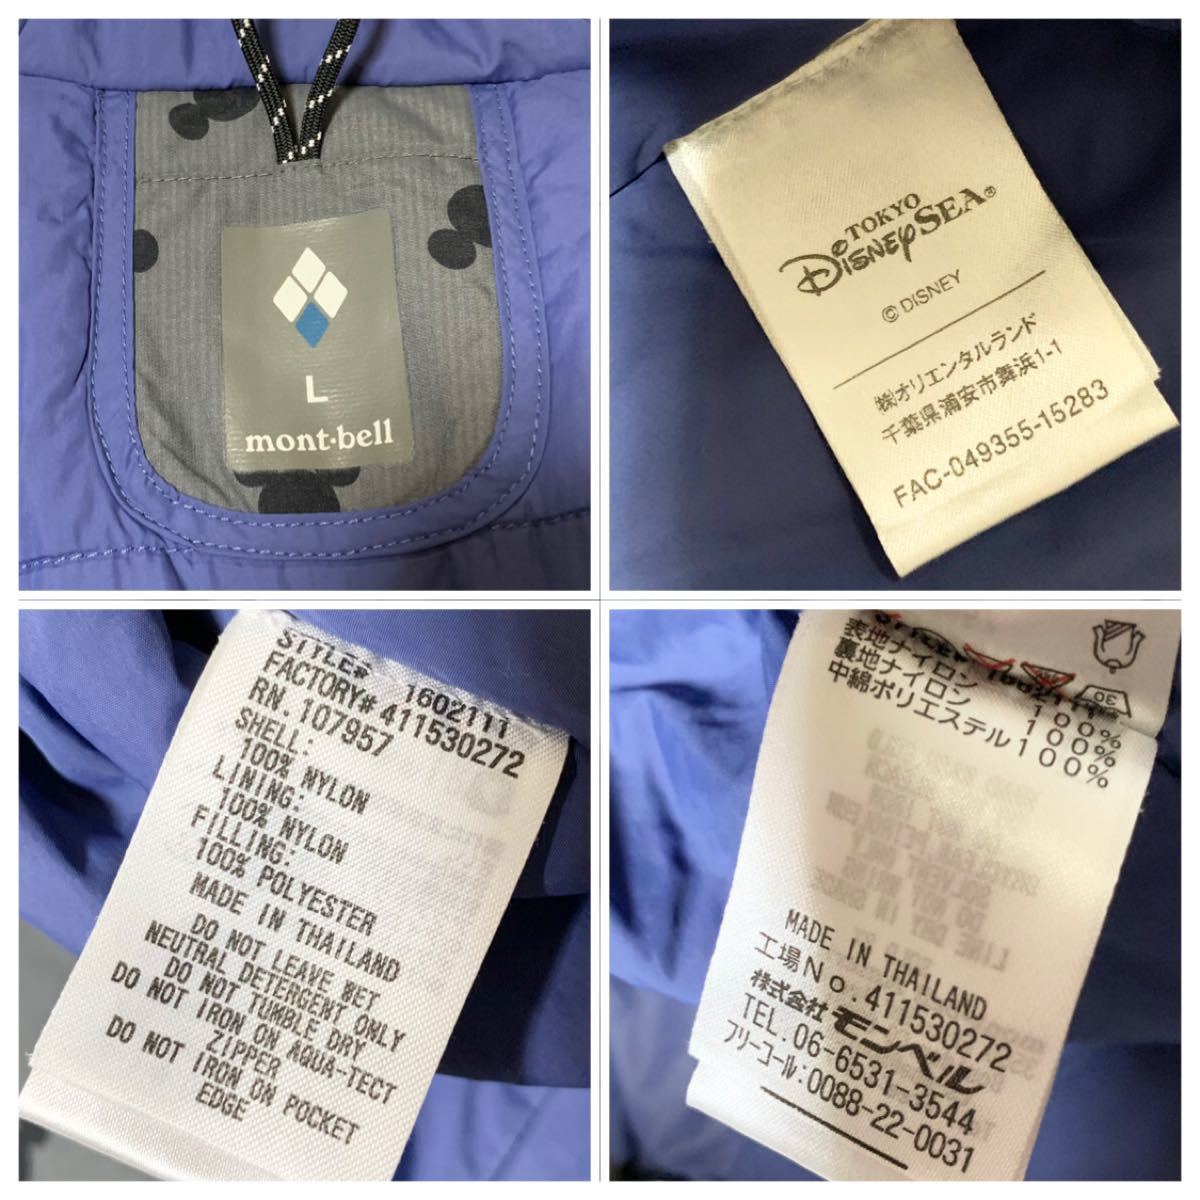 L
mont·bell
TOKYO
DISNEYSEA®
© DISNEY
㈱オリエンタルランド
千葉県浦安市舞浜1-1
FAC-049355-15283
STYLE# 1602111
FACTORY# 411530272
RN. 107957
SHELL:
100% NYLON
LINING:
100% NYLON
FILLING:
100% POLYESTER
MADE IN THAILAND
DO NOT LEAVE WET
NEUTRAL DETERGENT ONLY
DO NOT TUMBLE DRY
DO NOT IRON ON AQUA-TECT
ZIPPER
DO NOT IRON ON POCKET
EDGE
表地ナイロン 100%
裏地ナイロン 100%
中綿ポリエステル100%
MADE IN THAILAND
工場No.411530272
株式会社モンベル
TEL.06-6531-3544
フリーコール:0088-22-0031